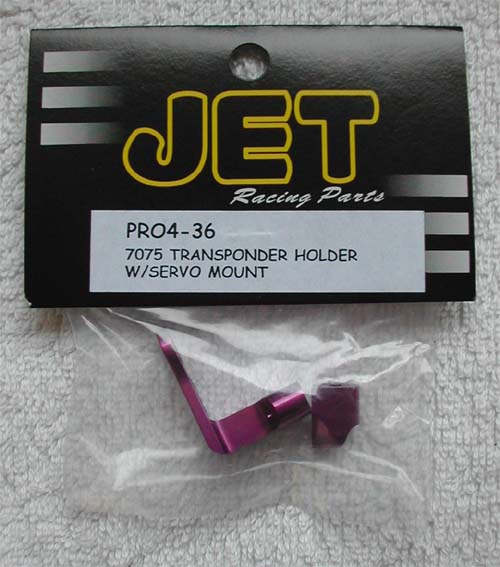 JET
Racing Parts
PRO4-36
7075 TRANSPONDER HOLDER
W/SERVO MOUNT